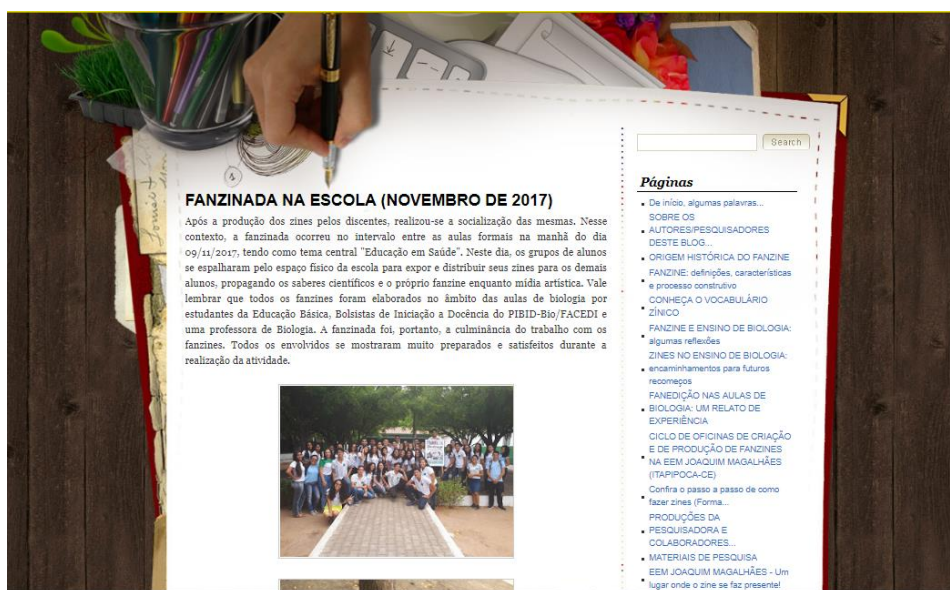 FANZINADA NA ESCOLA (NOVEMBRO DE 2017)
Após a produção dos zines pelos discentes, realizou-se a socialização das mesmas. Nesse
contexto, a fanzinada ocorreu no intervalo entre as aulas formais na manhã do dia
09/11/2017, tendo como tema central "Educação em Saúde". Neste dia, os grupos de alunos
se espalharam pelo espaço físico da escola para expor e distribuir seus zines para os demais
alunos, propagando os saberes científicos e o próprio fanzine enquanto mídia artística. Vale
lembrar que todos os fanzines foram elaborados no âmbito das aulas de biologia por
estudantes da Educação Básica, Bolsistas de Iniciação a Docência do PIBID-Bio/FACEDI e
uma professora de Biologia. A fanzinada foi, portanto, a culminância do trabalho com os
fanzines. Todos os envolvidos se mostraram muito preparados e satisfeitos durante a
realização da atividade.
Search
Páginas
De início, algumas palavras...
SOBRE OS
AUTORES/PESQUISADORES
DESTE BLOG...
ORIGEM HISTÓRICA DO FANZINE
FANZINE: definições, características
e processo construtivo
CONHEÇA O VOCABULÁRIO
ZÍNICO
FANZINE E ENSINO DE BIOLOGIA:
algumas reflexões
ZINES NO ENSINO DE BIOLOGIA:
encaminhamentos para futuros
recomeços
FANEDIÇÃO NAS AULAS DE
BIOLOGIA: UM RELATO DE
EXPERIÊNCIA
CICLO DE OFICINAS DE CRIAÇÃO
E DE PRODUÇÃO DE FANZINES
NA EEM JOAQUIM MAGALHÃES
(ITAPIPOCA-CE)
Confira o passo a passo de como
fazer zines (Forma...
PRODUÇÕES DA
PESQUISADORA E
COLABORADORES...
MATERIAIS DE PESQUISA
EEM JOAQUIM MAGALHÃES - Um
lugar onde o zine se faz presente!